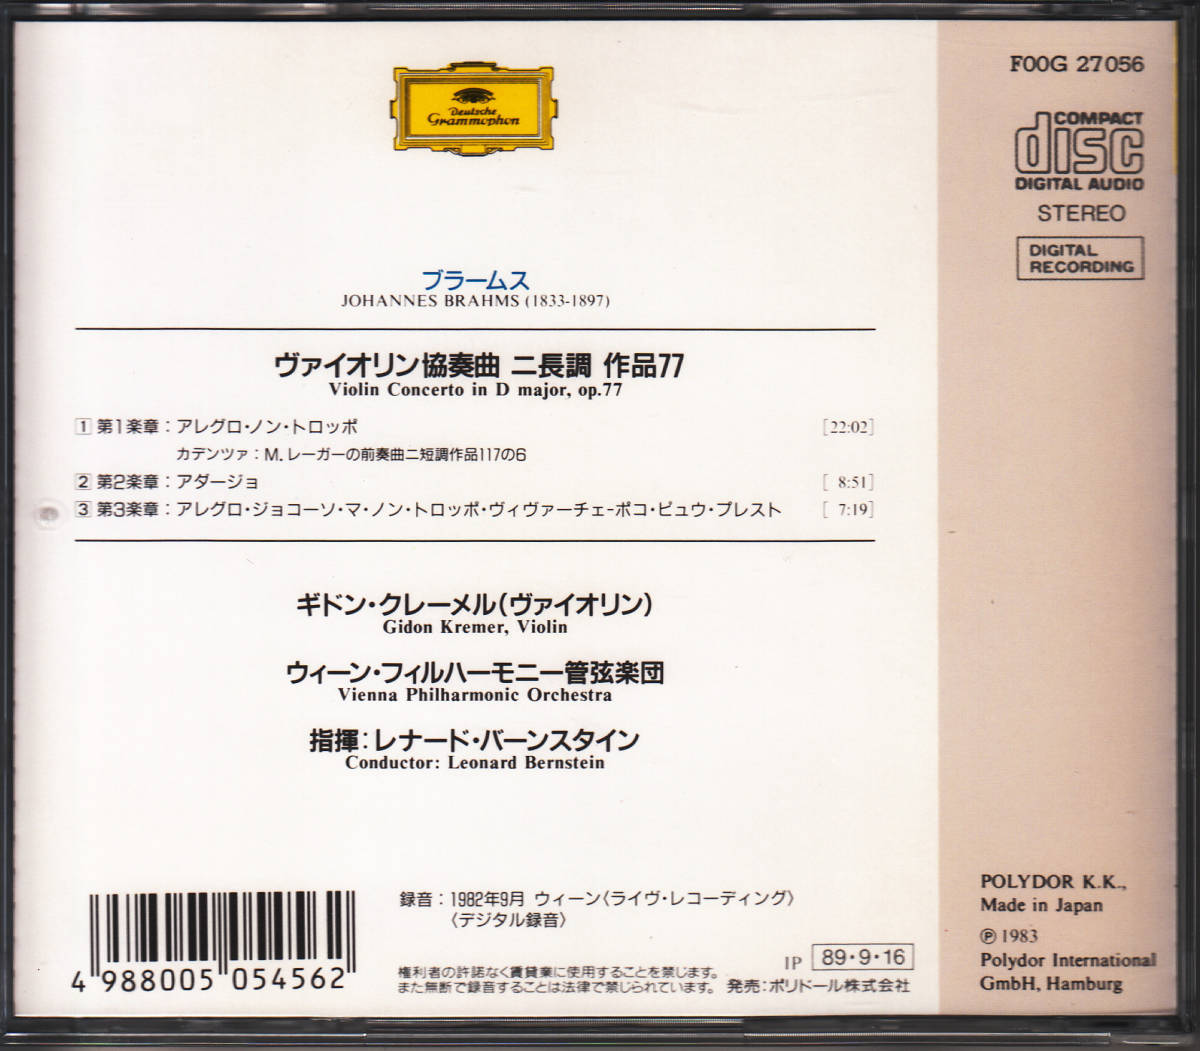 Deutsche
Grammophon
F00G 27056
COMPACT
disc
DIGITAL AUDIO
STEREO
DIGITAL
RECORDING
ブラームス
JOHANNES BRAHMS (1833-1897)
ヴァイオリン協奏曲 ニ長調 作品77
Violin Concerto in D major, op.77
1 第1楽章：アレグロ・ノン・トロッポ [22:02]
カデンツァ：M. レーガーの前奏曲ニ短調作品117の6
2 第2楽章：アダージョ [ 8:51]
3 第3楽章：アレグロ・ジョコーソ・マ・ノン・トロッポ・ヴィヴァーチェ-ポコ・ピュウ・プレスト [ 7:19]
ギドン・クレーメル(ヴァイオリン)
Gidon Kremer, Violin
ウィーン・フィルハーモニー管弦楽団
Vienna Philharmonic Orchestra
指揮：レナード・バーンスタイン
Conductor: Leonard Bernstein
録音：1982年9月 ウィーン〈ライヴ・レコーディング〉
〈デジタル録音〉
1P 89・9・16
権利者の許諾なく賃貸業に使用することを禁じます。
また無断で録音することは法律で禁じられています。 発売：ポリドール株式会社
4 988005 054562
POLYDOR K.K.,
Made in Japan
℗ 1983
Polydor International
GmbH, Hamburg